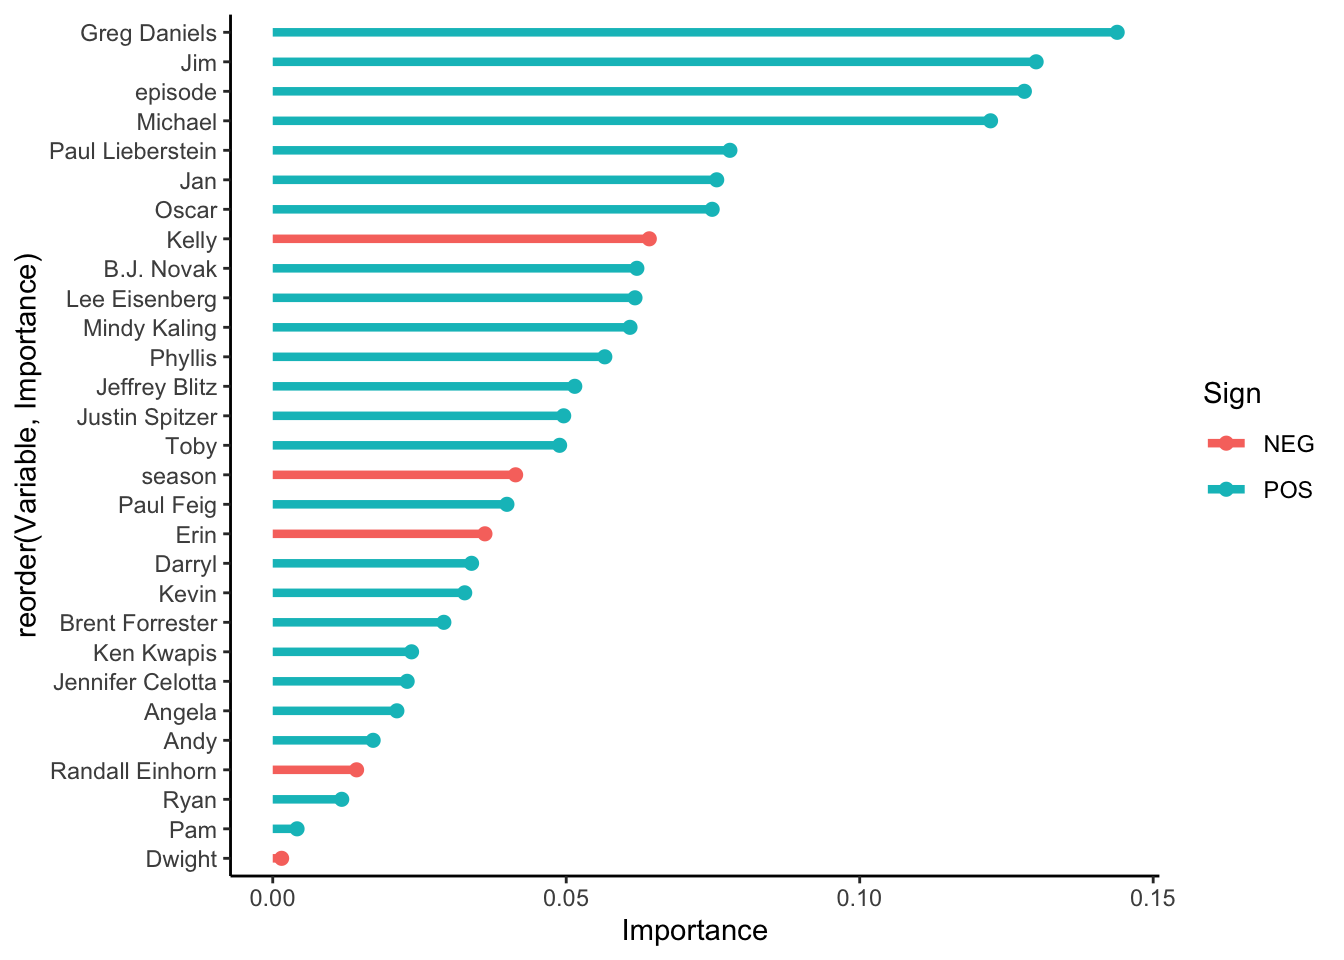 reorder(Variable, Importance)
Greg Daniels
Jim
episode
Michael
Paul Lieberstein
Jan
Oscar
Kelly
B.J. Novak
Lee Eisenberg
Mindy Kaling
Phyllis
Jeffrey Blitz
Justin Spitzer
Toby
season
Paul Feig
Erin
Darryl
Kevin
Brent Forrester
Ken Kwapis
Jennifer Celotta
Angela
Andy
Randall Einhorn
Ryan
Pam
Dwight
0.00 0.05 0.10 0.15
Importance
Sign
NEG
POS